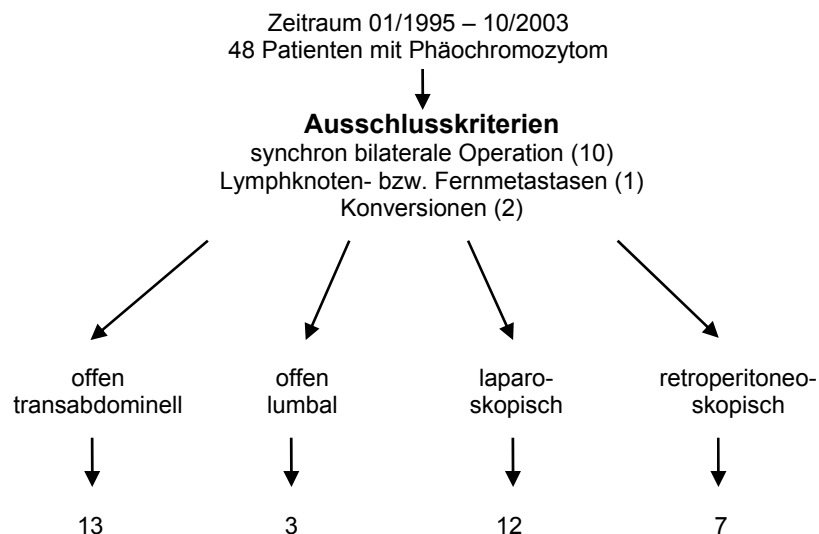 Zeitraum 01/1995 – 10/2003
48 Patienten mit Phäochromozytom
Ausschlusskriterien
synchron bilaterale Operation (10)
Lymphknoten- bzw. Fernmetastasen (1)
Konversionen (2)
offen
transabdominell
offen
lumbal
laparo-
skopisch
retroperitoneo-
skopisch
13
3
12
7